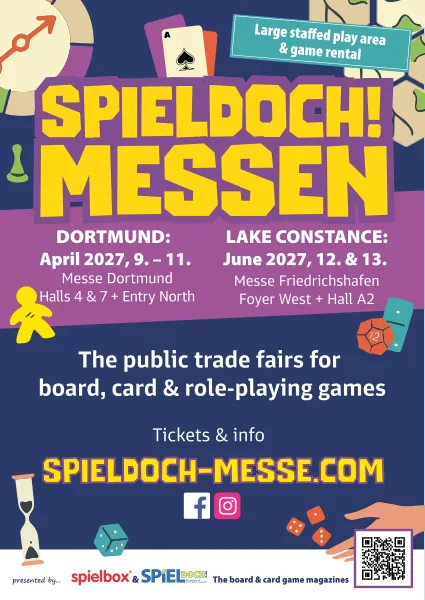 Large staffed play area
& game rental
A
SPIELDOCH!
MESSEN
DORTMUND:
April 2027, 9. – 11.
Messe Dortmund
Halls 4 & 7 + Entry North
LAKE CONSTANCE:
June 2027, 12. & 13.
Messe Friedrichshafen
Foyer West + Hall A2
12
The public trade fairs for
board, card & role-playing games
Tickets & info
SPIELDOCH-MESSE.COM
presented by... spielbox® & SPiEL DOCH! The board & card game magazines